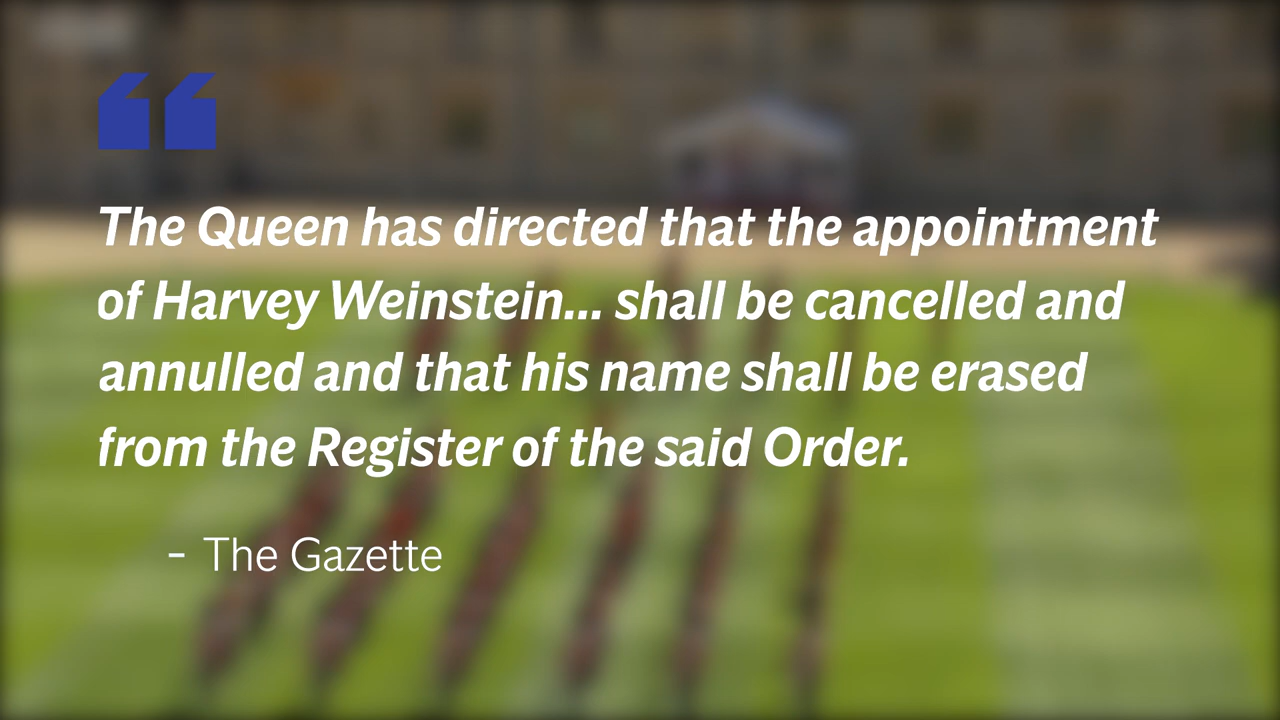 The Queen has directed that the appointment
of Harvey Weinstein... shall be cancelled and
annulled and that his name shall be erased
from the Register of the said Order.
- The Gazette